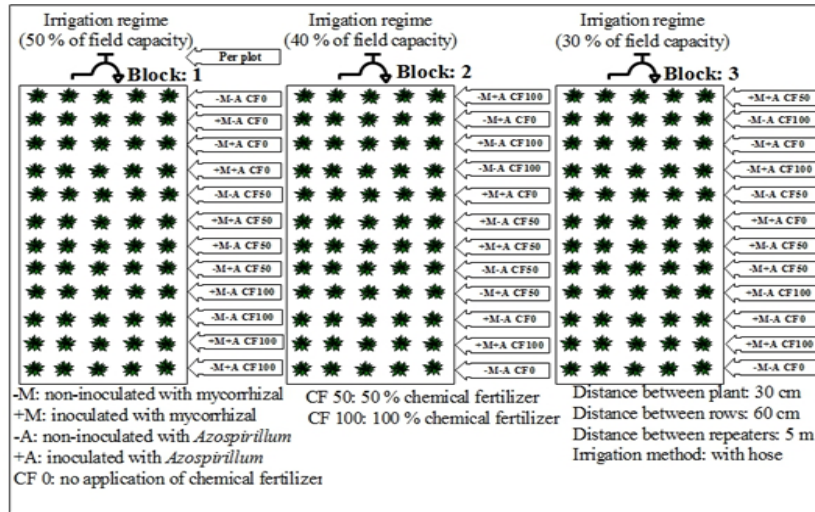 Irrigation regime
(50 % of field capacity)
Per plot
Block: 1
-M-A CF0
+M-A CF0
-M+A CF0
+M+A CF0
-M-A CF50
+M+A CF50
+M-A CF50
-M+A CF50
+M-A CF100
-M-A CF100
+M+A CF100
-M+A CF100
Irrigation regime
(40 % of field capacity)
Block: 2
-M+A CF100
-M+A CF0
+M-A CF100
-M-A CF100
+M+A CF0
+M-A CF50
+M+A CF50
-M-A CF50
-M+A CF50
+M-A CF0
+M+A CF100
-M-A CF0
Irrigation regime
(30 % of field capacity)
Block: 3
+M+A CF50
-M-A CF100
-M+A CF0
-M+A CF100
-M-A CF50
+M+A CF0
+M-A CF50
-M+A CF50
+M-A CF100
+M-A CF0
+M+A CF100
-M-A CF0
-M: non-inoculated with mycorrhizal
+M: inoculated with mycorrhizal
-A: non-inoculated with Azospirillum
+A: inoculated with Azospirillum
CF 0: no application of chemical fertilizer
CF 50: 50 % chemical fertilizer
CF 100: 100 % chemical fertilizer
Distance between plant: 30 cm
Distance between rows: 60 cm
Distance between repeaters: 5 m
Irrigation method: with hose